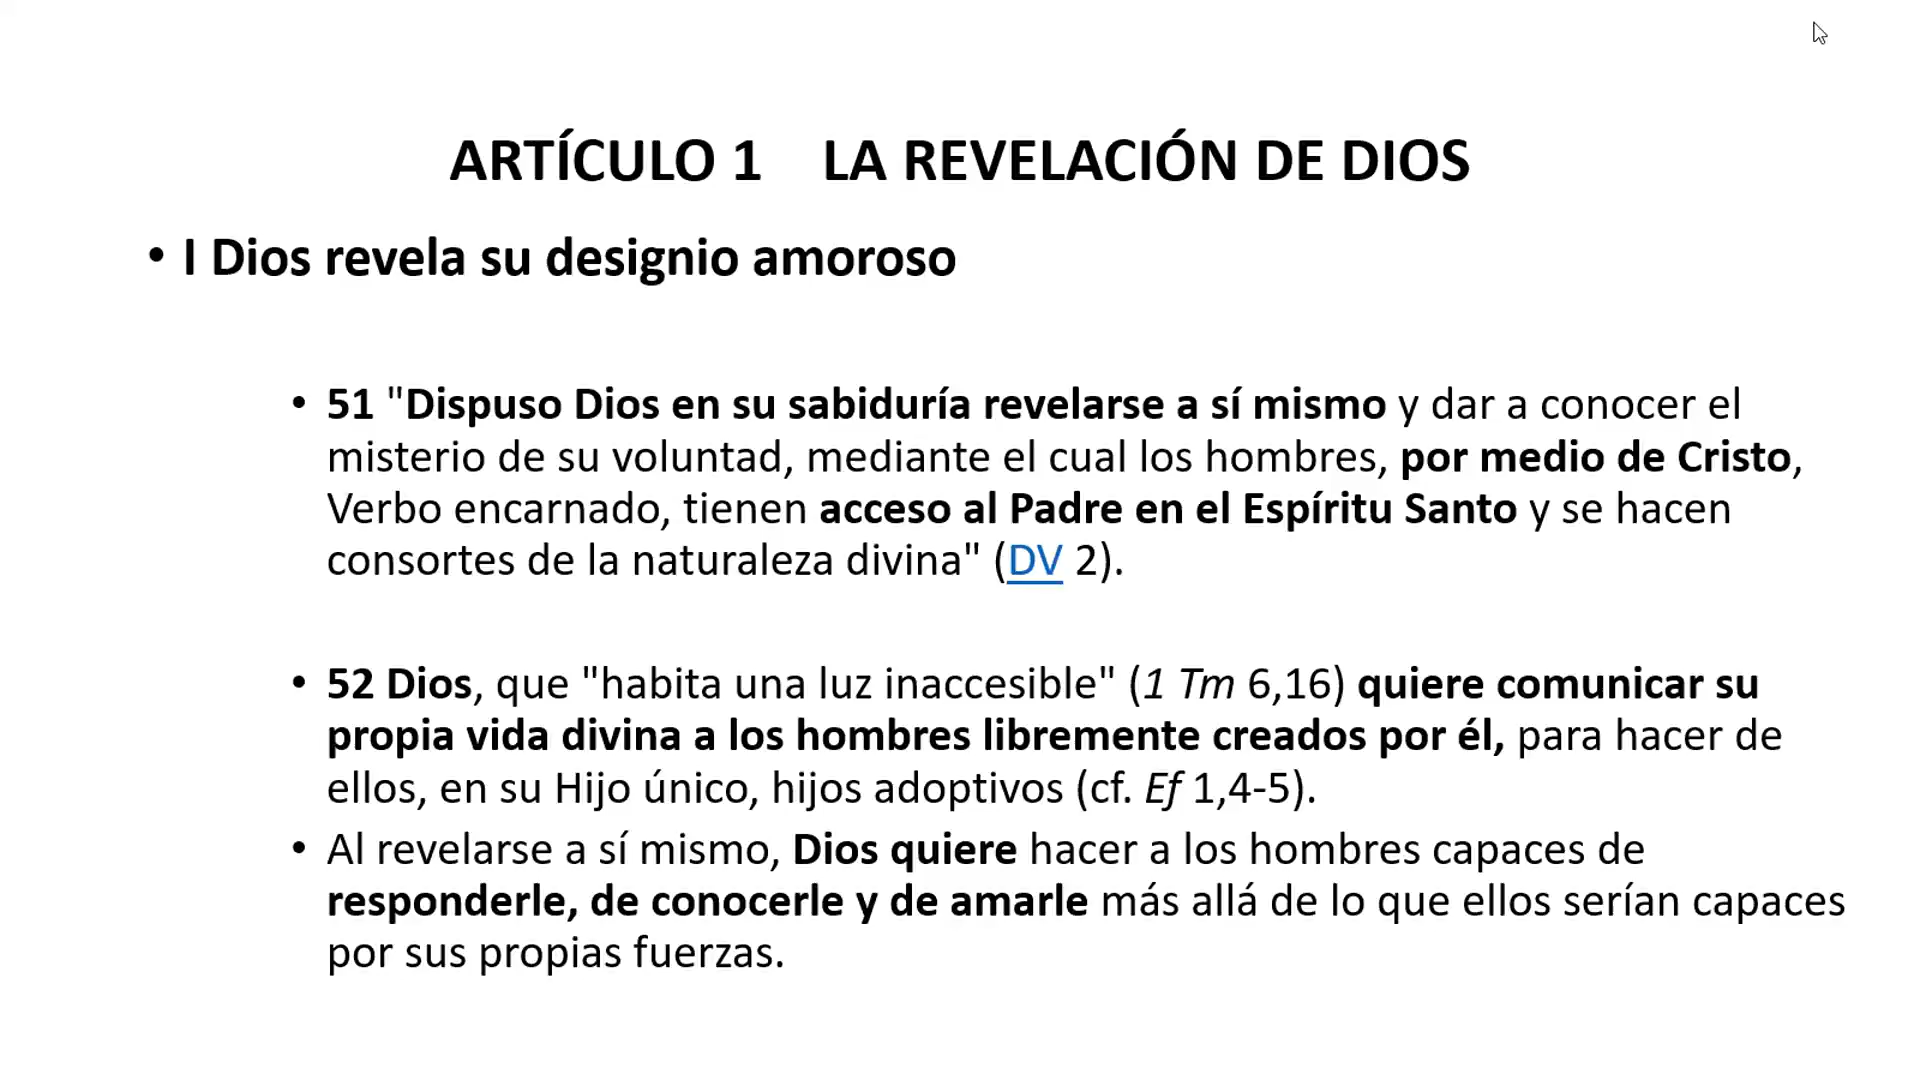 ARTÍCULO 1 LA REVELACIÓN DE DIOS
• I Dios revela su designio amoroso
• 51 "Dispuso Dios en su sabiduría revelarse a sí mismo y dar a conocer el
misterio de su voluntad, mediante el cual los hombres, por medio de Cristo,
Verbo encarnado, tienen acceso al Padre en el Espíritu Santo y se hacen
consortes de la naturaleza divina" (DV 2).
• 52 Dios, que "habita una luz inaccesible" (1 Tm 6,16) quiere comunicar su
propia vida divina a los hombres libremente creados por él, para hacer de
ellos, en su Hijo único, hijos adoptivos (cf. Ef 1,4-5).
• Al revelarse a sí mismo, Dios quiere hacer a los hombres capaces de
responderle, de conocerle y de amarle más allá de lo que ellos serían capaces
por sus propias fuerzas.